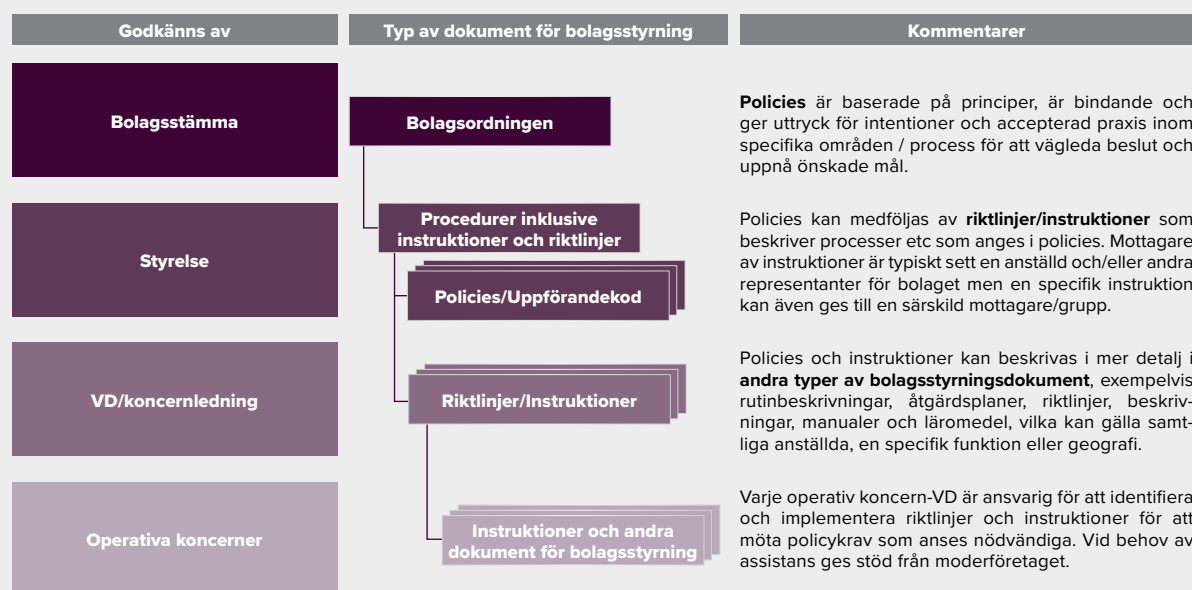 Godkänns av
Typ av dokument för bolagsstyrning
Kommentarer
Bolagsstämma
Bolagsordningen
Policies är baserade på principer, är bindande och
ger uttryck för intentioner och accepterad praxis inom
specifika områden / process för att vägleda beslut och
uppnå önskade mål.
Styrelse
Procedurer inklusive
instruktioner och riktlinjer
Policies/Uppförandekod
Policies kan medföljas av riktlinjer/instruktioner som
beskriver processer etc som anges i policies. Mottagare
av instruktioner är typiskt sett en anställd och/eller andra
representanter för bolaget men en specifik instruktion
kan även ges till en särskild mottagare/grupp.
VD/koncernledning
Riktlinjer/Instruktioner
Policies och instruktioner kan beskrivas i mer detalj i
andra typer av bolagsstyrningsdokument, exempelvis
rutinbeskrivningar, åtgärdsplaner, riktlinjer, beskriv-
ningar, manualer och läromedel, vilka kan gälla samt-
liga anställda, en specifik funktion eller geografi.
Operativa koncerner
Instruktioner och andra
dokument för bolagsstyrning
Varje operativ koncern-VD är ansvarig för att identifiera
och implementera riktlinjer och instruktioner för att
möta policykrav som anses nödvändiga. Vid behov av
assistans ges stöd från moderföretaget.